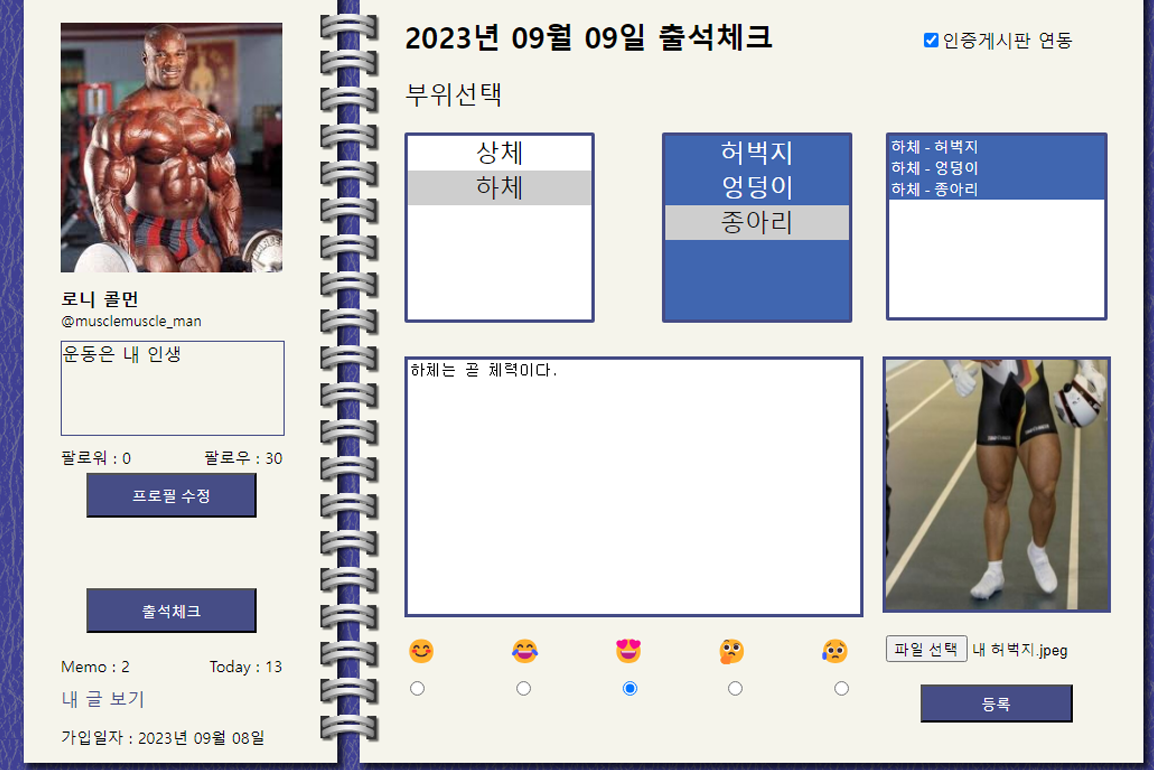 로니 콜먼
@musclemuscle_man
운동은 내 인생
팔로워 : 0 팔로우 : 30
프로필 수정
출석체크
Memo : 2 Today : 13
내 글 보기
가입일자 : 2023년 09월 08일
2023년 09월 09일 출석체크
인증게시판 연동
부위선택
상체
하체
허벅지
엉덩이
종아리
하체 - 허벅지
하체 - 엉덩이
하체 - 종아리
하체는 곧 체력이다.
파일 선택 내 허벅지.jpeg
등록